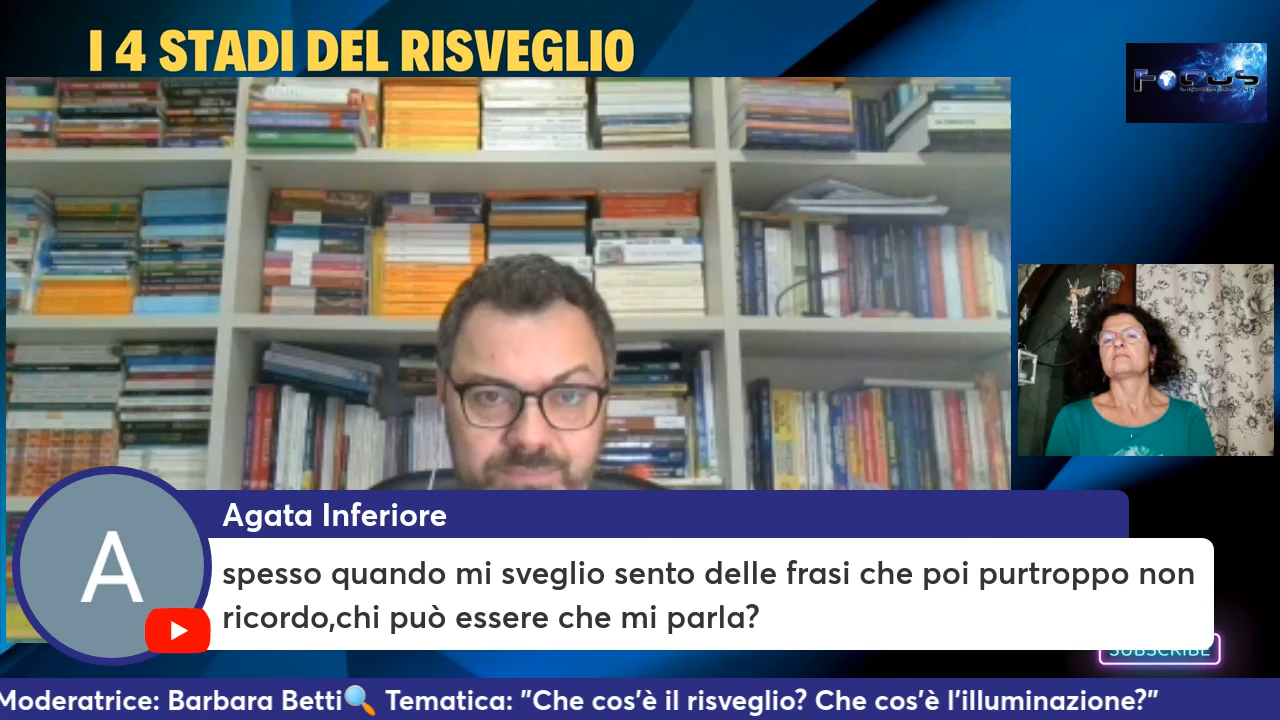 I 4 STADI DEL RISVEGLIO
FOCUS
Agata Inferiore
A
spesso quando mi sveglio sento delle frasi che poi purtroppo non
ricordo,chi può essere che mi parla?
SUBSCRIBE
Moderatrice: Barbara Betti🔍 Tematica: "Che cos'è il risveglio? Che cos'è l'illuminazione?"